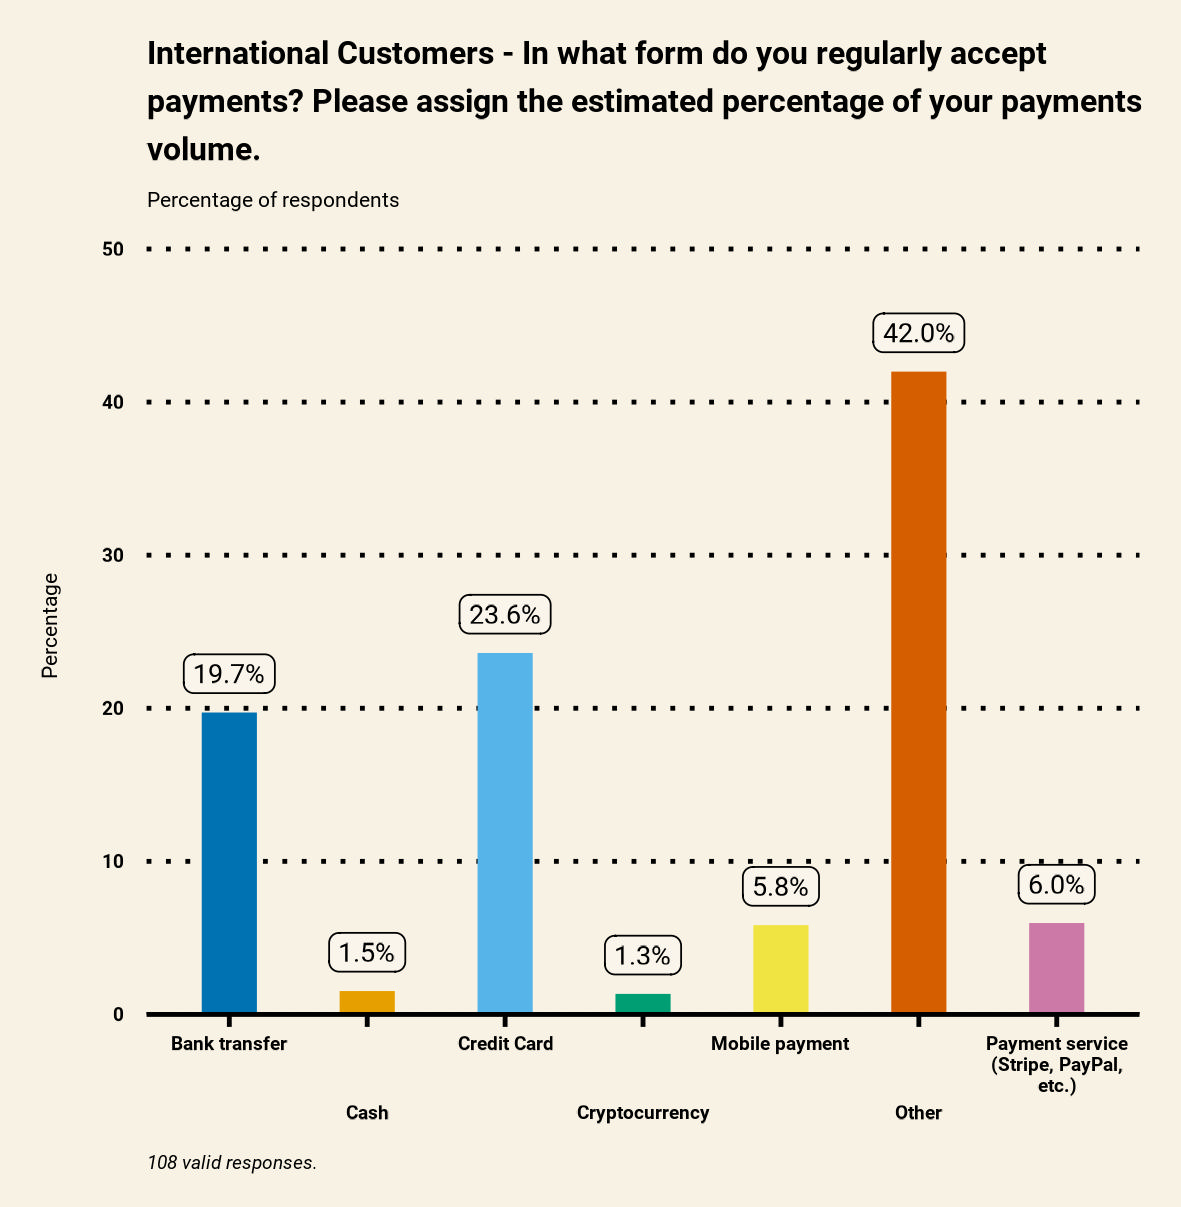 International Customers - In what form do you regularly accept
payments? Please assign the estimated percentage of your payments
volume.
Percentage of respondents
50
42.0%
40
30
Percentage
23.6%
19.7%
20
10
5.8%
6.0%
1.5%
1.3%
0
Bank transfer
Credit Card
Mobile payment
Payment service
(Stripe, PayPal,
etc.)
Cash
Cryptocurrency
Other
108 valid responses.